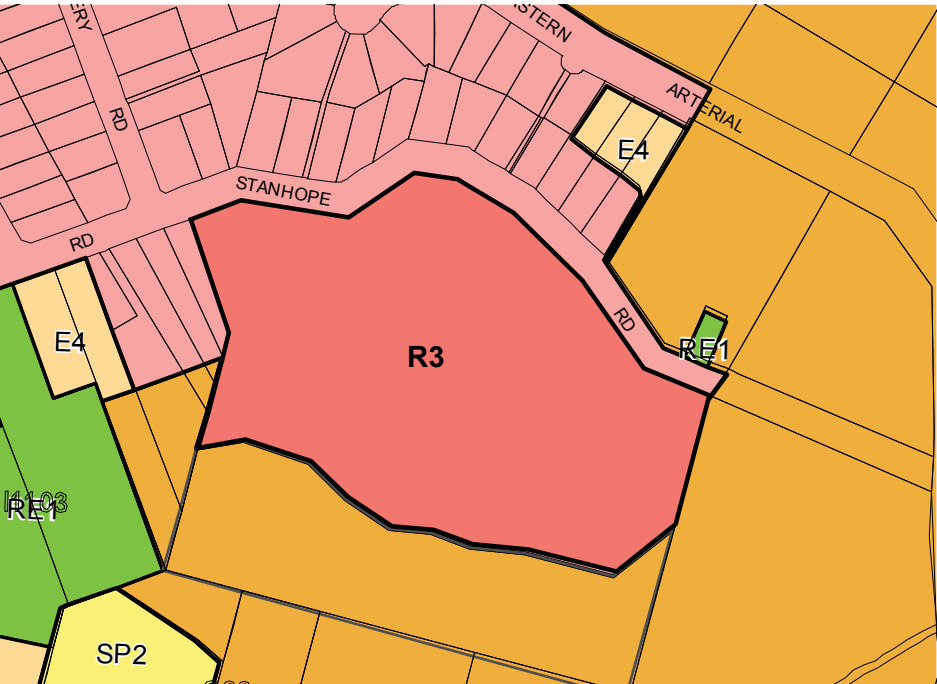 ERY
STERN
ARTERIAL
RD
E4
STANHOPE
RD
RD
RE1
E4
R3
RE1
SP2